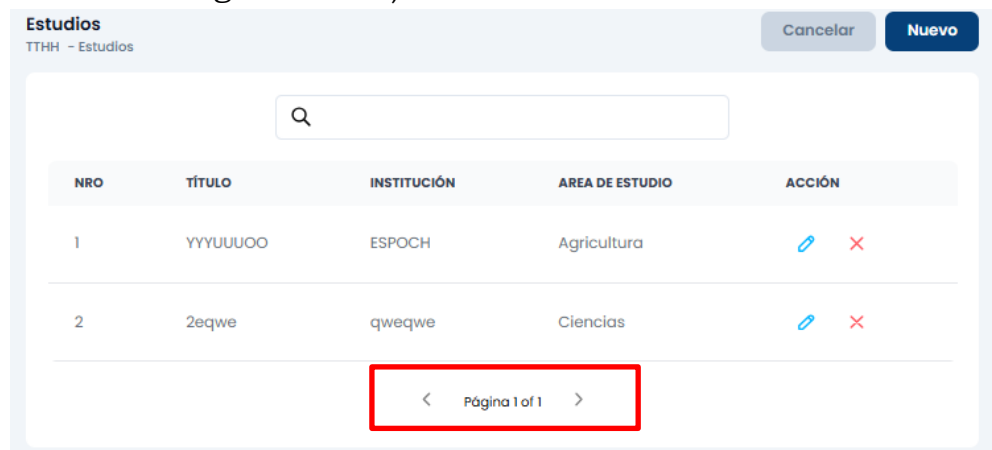 Estudios
TTHH - Estudios
Cancelar
Nuevo
NRO TÍTULO INSTITUCIÓN AREA DE ESTUDIO ACCIÓN
1 YYYUUUOO ESPOCH Agricultura
2 2eqwe qweqwe Ciencias
Página 1 of 1